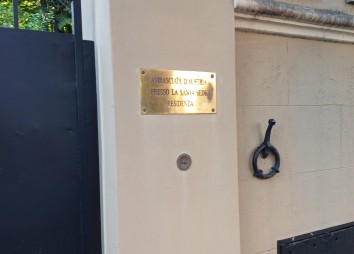 AMBASCIATA D'AUSTRIA
PRESSO LA SANTA SEDE
RESIDENZA